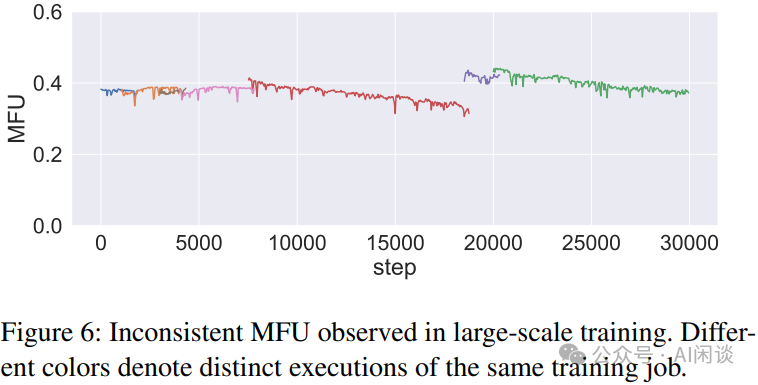 0.6
0.4
MFU
0.2
0.0
0 5000 10000 15000 20000 25000 30000
step
Figure 6: Inconsistent MFU observed in large-scale training. Differ-
ent colors denote distinct executions of the same training job.
公众号 · AI闲谈